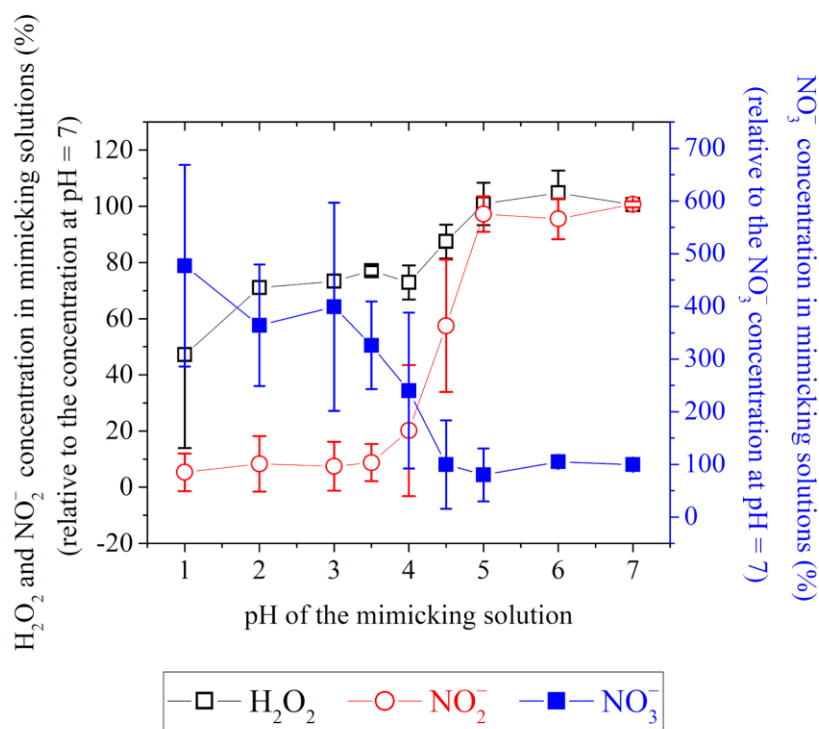 H₂O₂ and NO₂⁻ concentration in mimicking solutions (%)
(relative to the concentration at pH = 7)
120
100
80
60
40
20
0
-20
700
600
500
400
300
200
100
0
NO₃⁻ concentration in mimicking solutions (%)
(relative to the NO₃⁻ concentration at pH = 7)
1 2 3 4 5 6 7
pH of the mimicking solution
H₂O₂ NO₂⁻ NO₃⁻